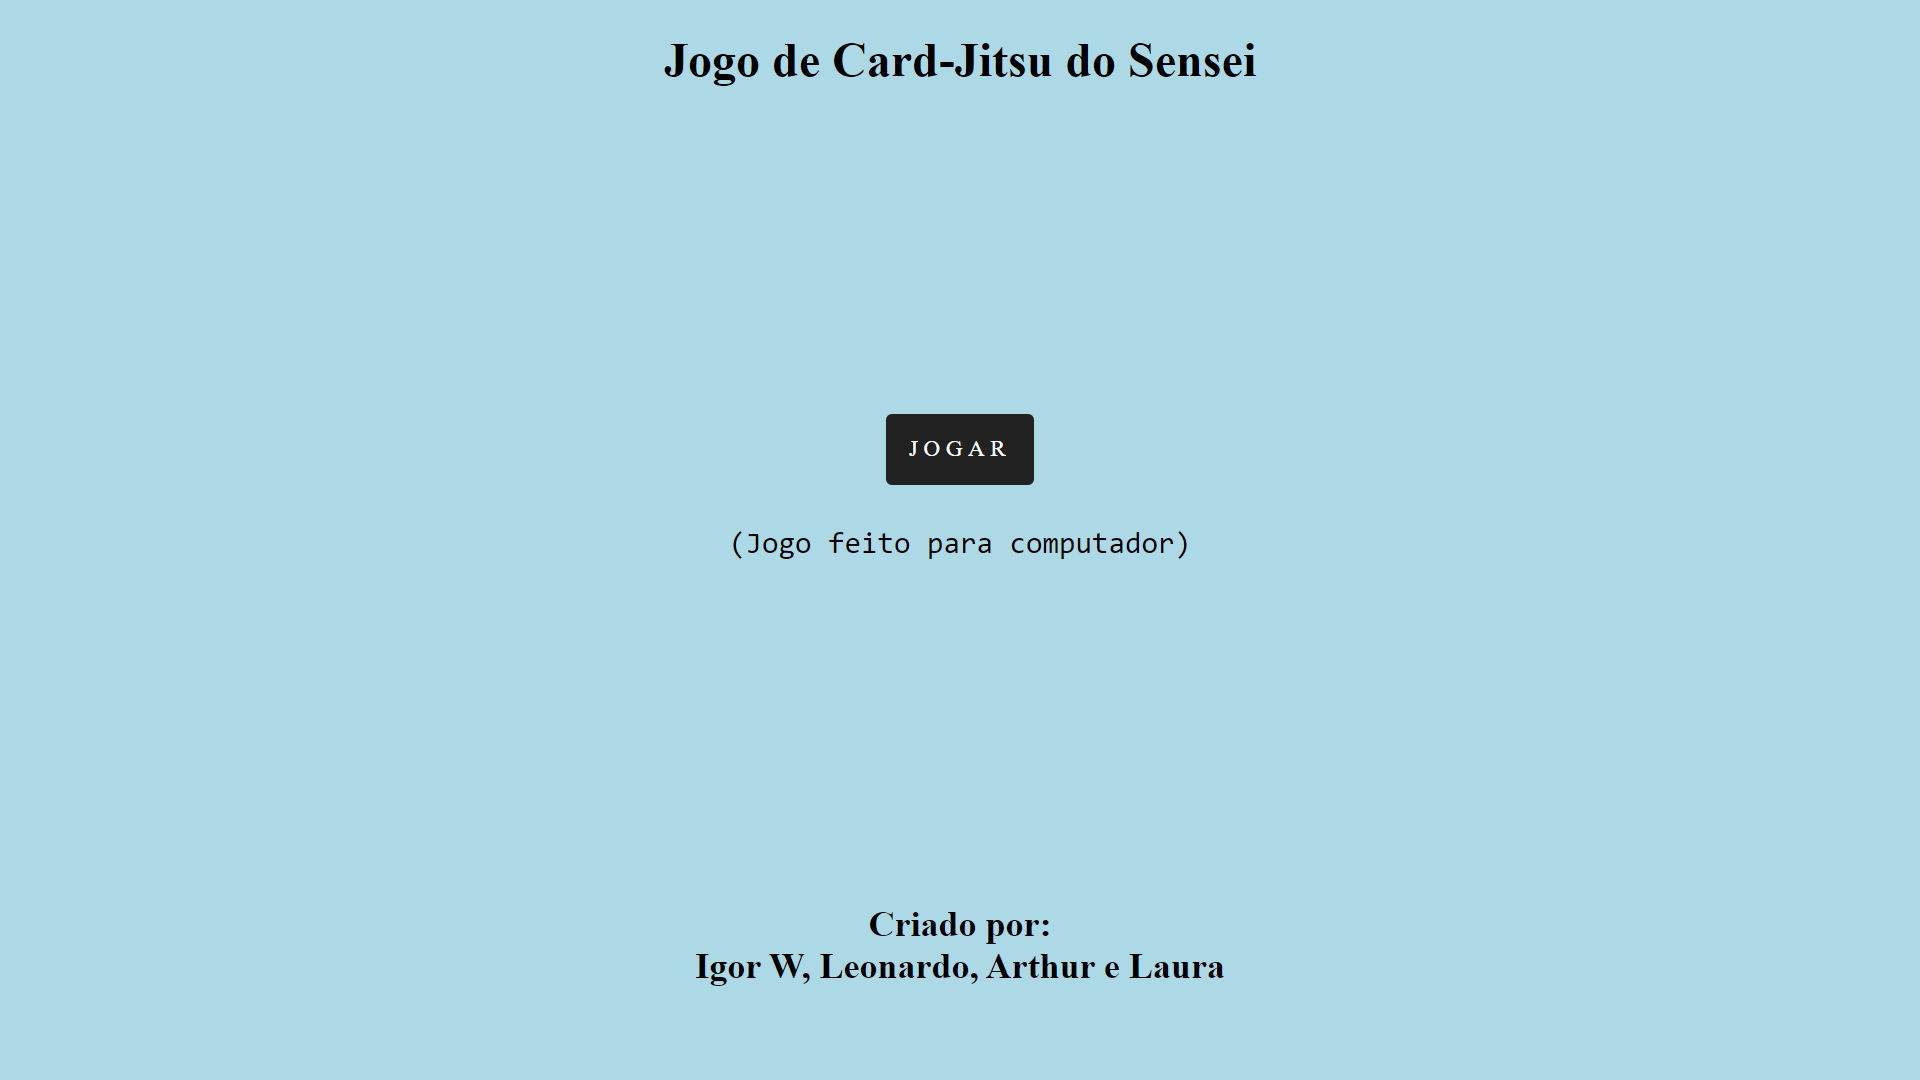 Jogo de Card-Jitsu do Sensei
JOGAR
(Jogo feito para computador)
Criado por:
Igor W, Leonardo, Arthur e Laura